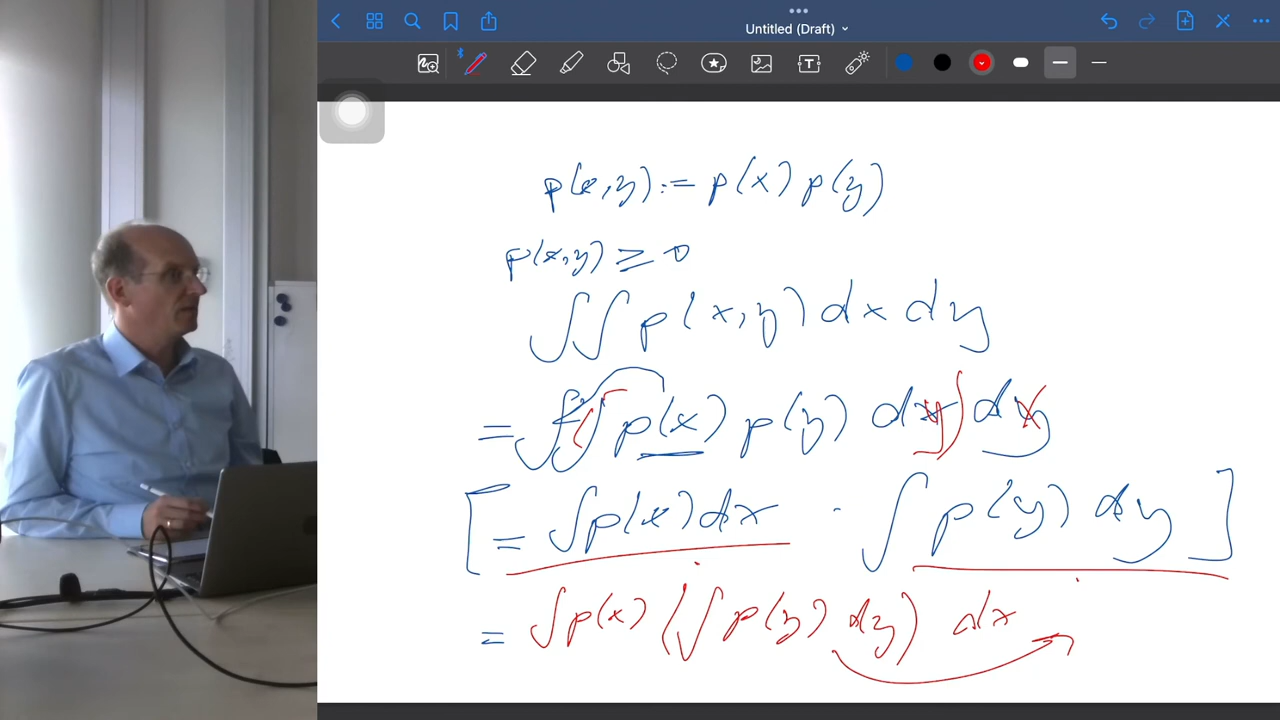 Untitled (Draft)
p(x,y) := p(x) p(y)
p(x,y) ≥ 0
∫∫ p(x,y) dx dy
= ∫(∫ p(x) p(y) dy) dx
[= ∫p(x)dx · ∫ p(y) dy]
= ∫p(x) (∫ p(y) dy) dx